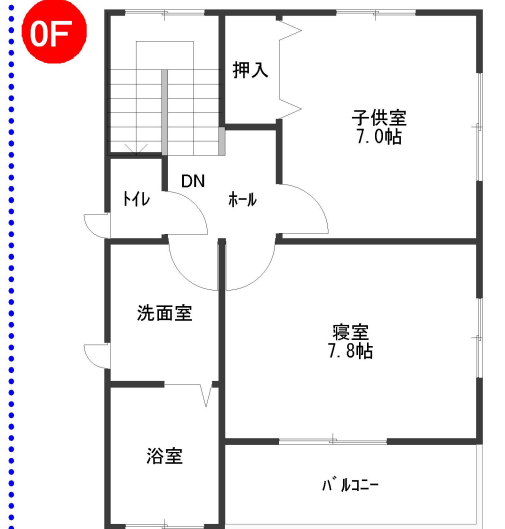 0F
押入
子供室
7.0帖
トイレ
DN
ホール
洗面室
寝室
7.8帖
浴室
バルコニー